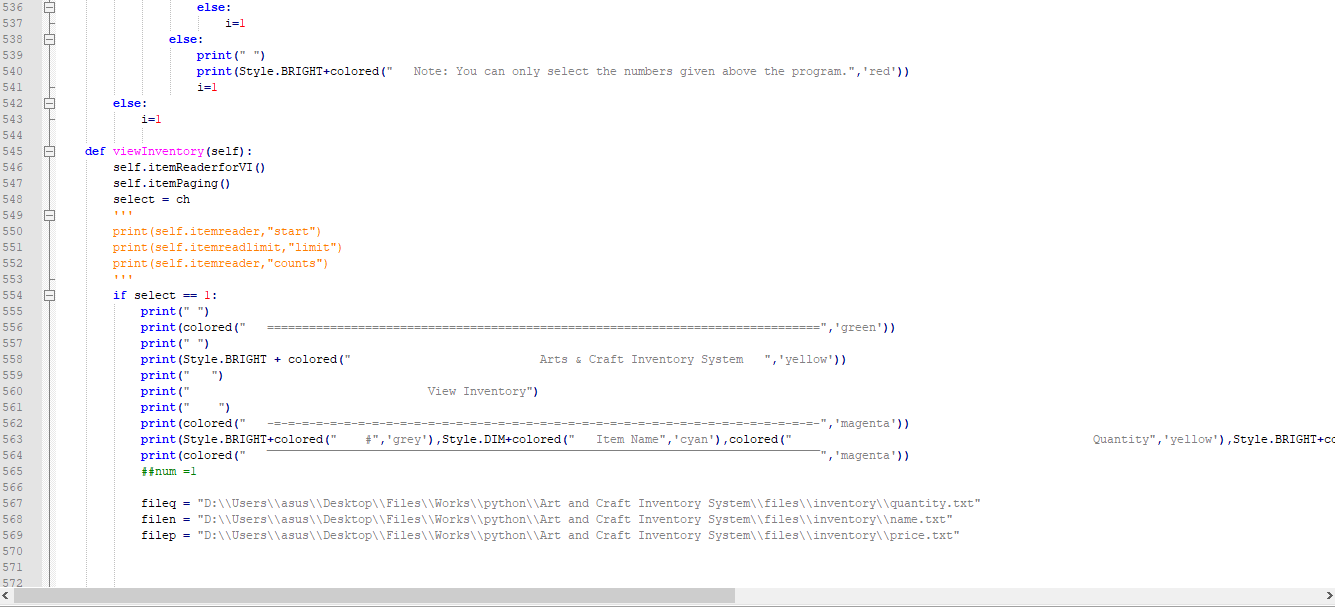 536 else:
537 i=1
538 else:
539 print(" ")
540 print(Style.BRIGHT+colored("   Note: You can only select the numbers given above the program.",'red'))
541 i=1
542 else:
543 i=1
544
545 def viewInventory(self):
546 self.itemReaderforVI()
547 self.itemPaging()
548 select = ch
549 '''
550 print(self.itemreader,"start")
551 print(self.itemreadlimit,"limit")
552 print(self.itemreader,"counts")
553 '''
554 if select == 1:
555 print(" ")
556 print(colored("   ===============================================================================",'green'))
557 print(" ")
558 print(Style.BRIGHT + colored("                           Arts & Craft Inventory System   ",'yellow'))
559 print("   ")
560 print("                                  View Inventory")
561 print("    ")
562 print(colored("   -=-=-=-=-=-=-=-=-=-=-=-=-=-=-=-=-=-=-=-=-=-=-=-=-=-=-=-=-=-=-=-=-=-=-=-=-=-=-=-",'magenta'))
563 print(Style.BRIGHT+colored("    #",'grey'),Style.DIM+colored("   Item Name",'cyan'),colored("                                           Quantity",'yellow'),Style.BRIGHT+co
564 print(colored("   ‾‾‾‾‾‾‾‾‾‾‾‾‾‾‾‾‾‾‾‾‾‾‾‾‾‾‾‾‾‾‾‾‾‾‾‾‾‾‾‾‾‾‾‾‾‾‾‾‾‾‾‾‾‾‾‾‾‾‾‾‾‾‾‾‾‾‾‾‾‾‾‾‾‾‾‾‾‾‾",'magenta'))
565 ##num =1
566
567 fileq = "D:\\Users\\asus\\Desktop\\Files\\Works\\python\\Art and Craft Inventory System\\files\\inventory\\quantity.txt"
568 filen = "D:\\Users\\asus\\Desktop\\Files\\Works\\python\\Art and Craft Inventory System\\files\\inventory\\name.txt"
569 filep = "D:\\Users\\asus\\Desktop\\Files\\Works\\python\\Art and Craft Inventory System\\files\\inventory\\price.txt"
570
571
572